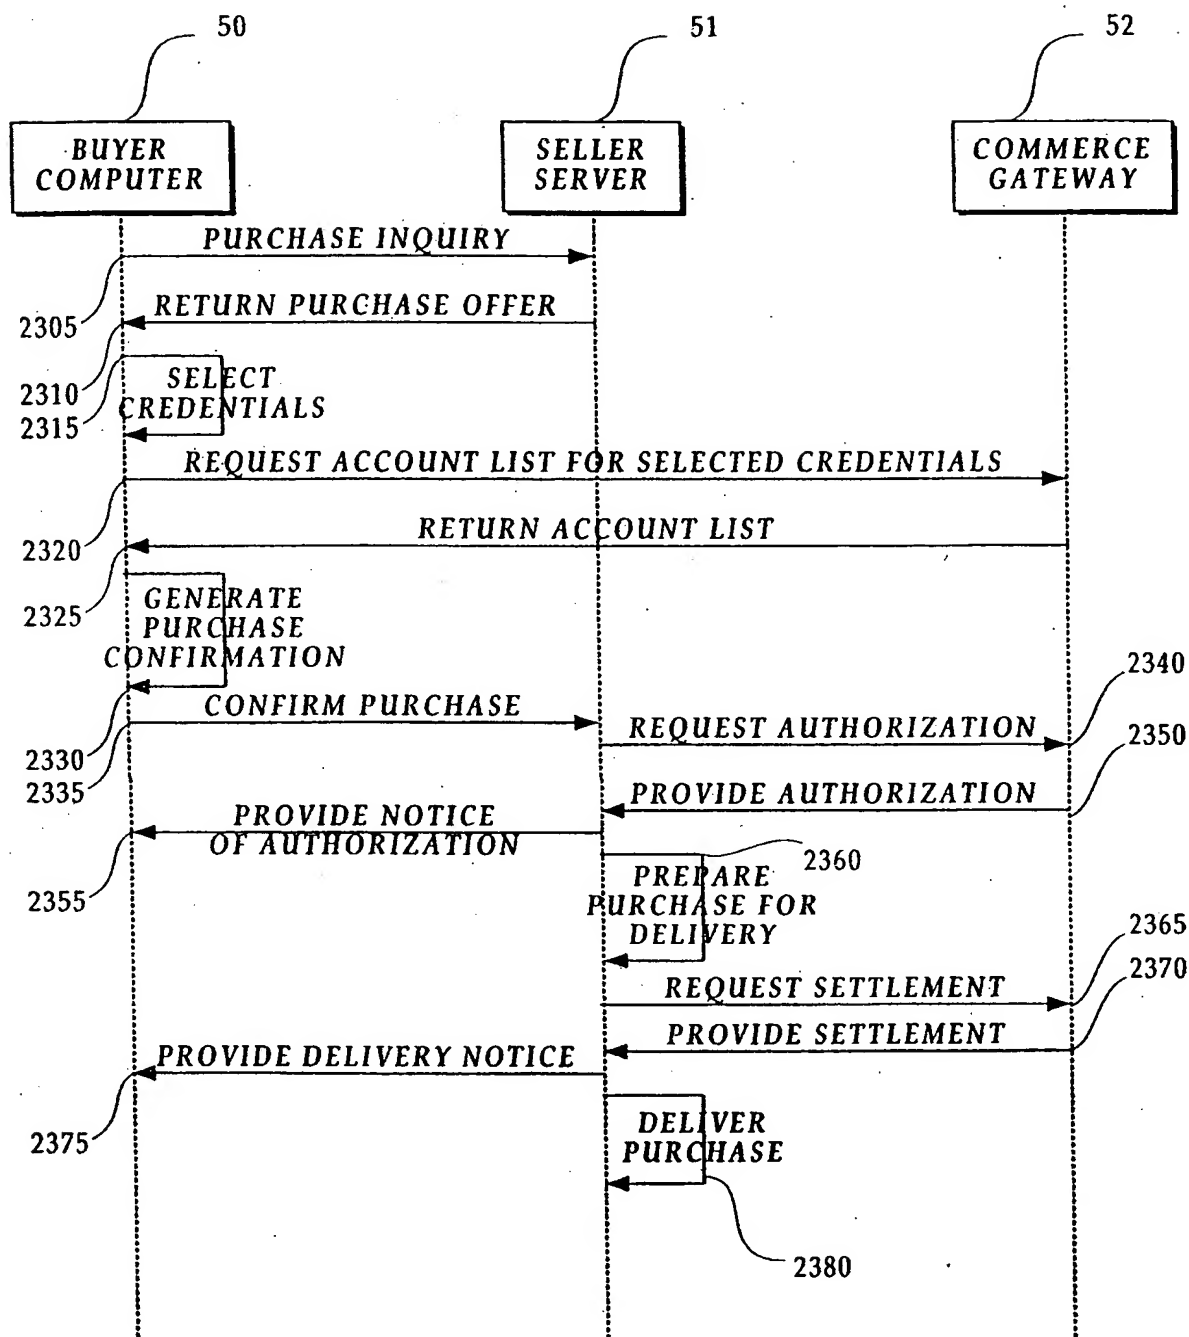 50
51
52
BUYER
COMPUTER
SELLER
SERVER
COMMERCE
GATEWAY
PURCHASE INQUIRY
2305
RETURN PURCHASE OFFER
2310
SELECT
CREDENTIALS
2315
REQUEST ACCOUNT LIST FOR SELECTED CREDENTIALS
2320
RETURN ACCOUNT LIST
2325
GENERATE
PURCHASE
CONFIRMATION
2330
CONFIRM PURCHASE
2335
REQUEST AUTHORIZATION
2340
PROVIDE AUTHORIZATION
2350
PROVIDE NOTICE
OF AUTHORIZATION
2355
2360
PREPARE
PURCHASE FOR
DELIVERY
REQUEST SETTLEMENT
2365
PROVIDE SETTLEMENT
2370
PROVIDE DELIVERY NOTICE
2375
DELIVER
PURCHASE
2380